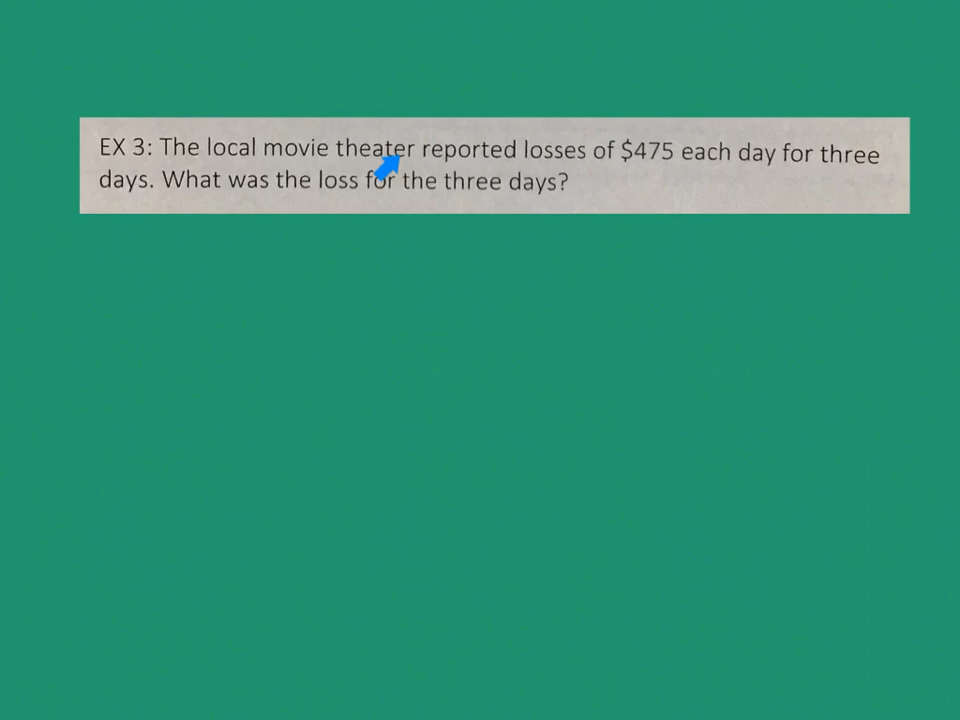 EX 3: The local movie theater reported losses of $475 each day for three
days. What was the loss for the three days?